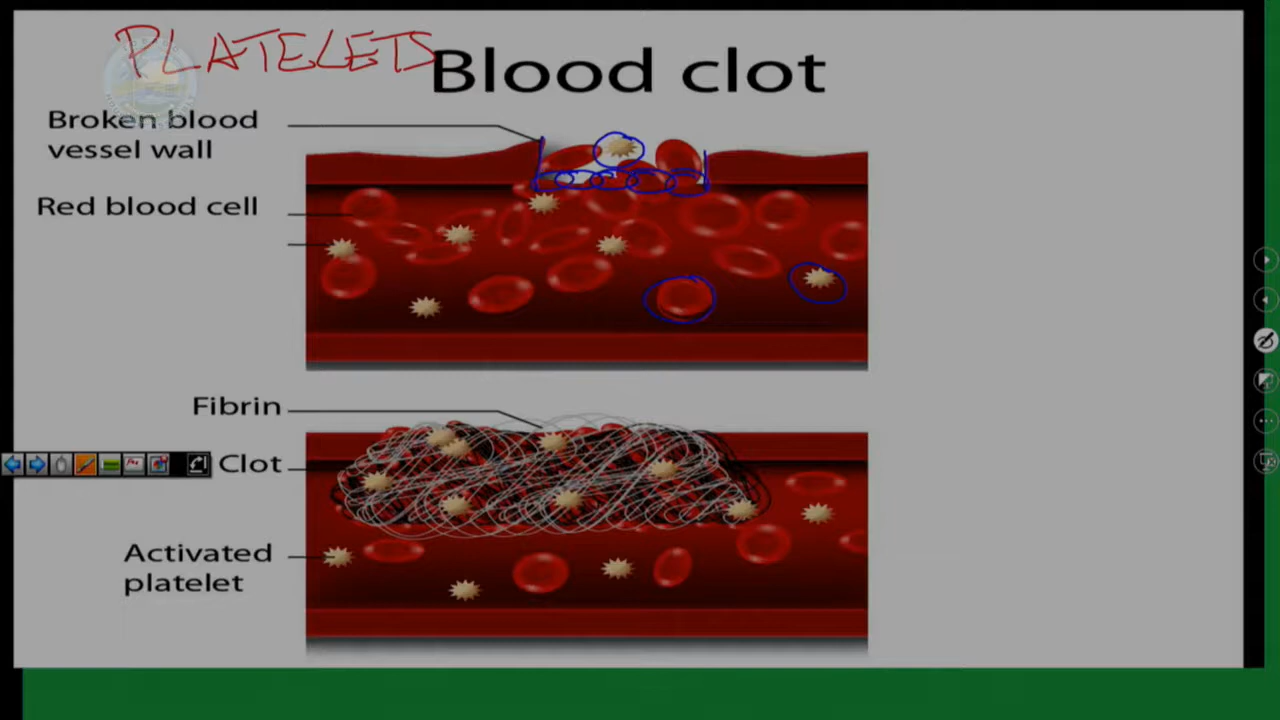 PLATELETS
Blood clot
Broken blood
vessel wall
Red blood cell
Fibrin
Clot
Activated
platelet